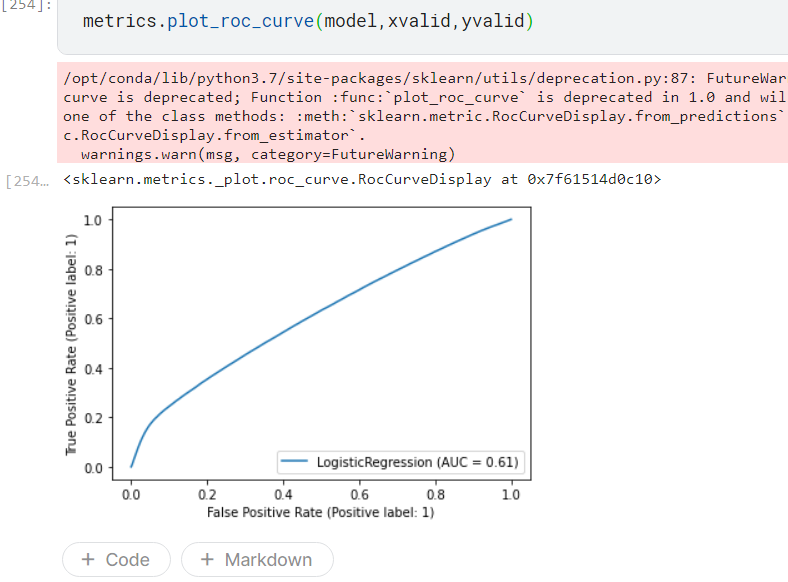 [254]:
metrics.plot_roc_curve(model,xvalid,yvalid)
/opt/conda/lib/python3.7/site-packages/sklearn/utils/deprecation.py:87: FutureWar
curve is deprecated; Function :func:`plot_roc_curve` is deprecated in 1.0 and wil
one of the class methods: :meth:`sklearn.metric.RocCurveDisplay.from_predictions`
c.RocCurveDisplay.from_estimator`.
warnings.warn(msg, category=FutureWarning)
[254...
<sklearn.metrics._plot.roc_curve.RocCurveDisplay at 0x7f61514d0c10>
1.0
0.8
0.6
0.4
0.2
0.0
True Positive Rate (Positive label: 1)
LogisticRegression (AUC = 0.61)
0.0 0.2 0.4 0.6 0.8 1.0
False Positive Rate (Positive label: 1)
+ Code + Markdown